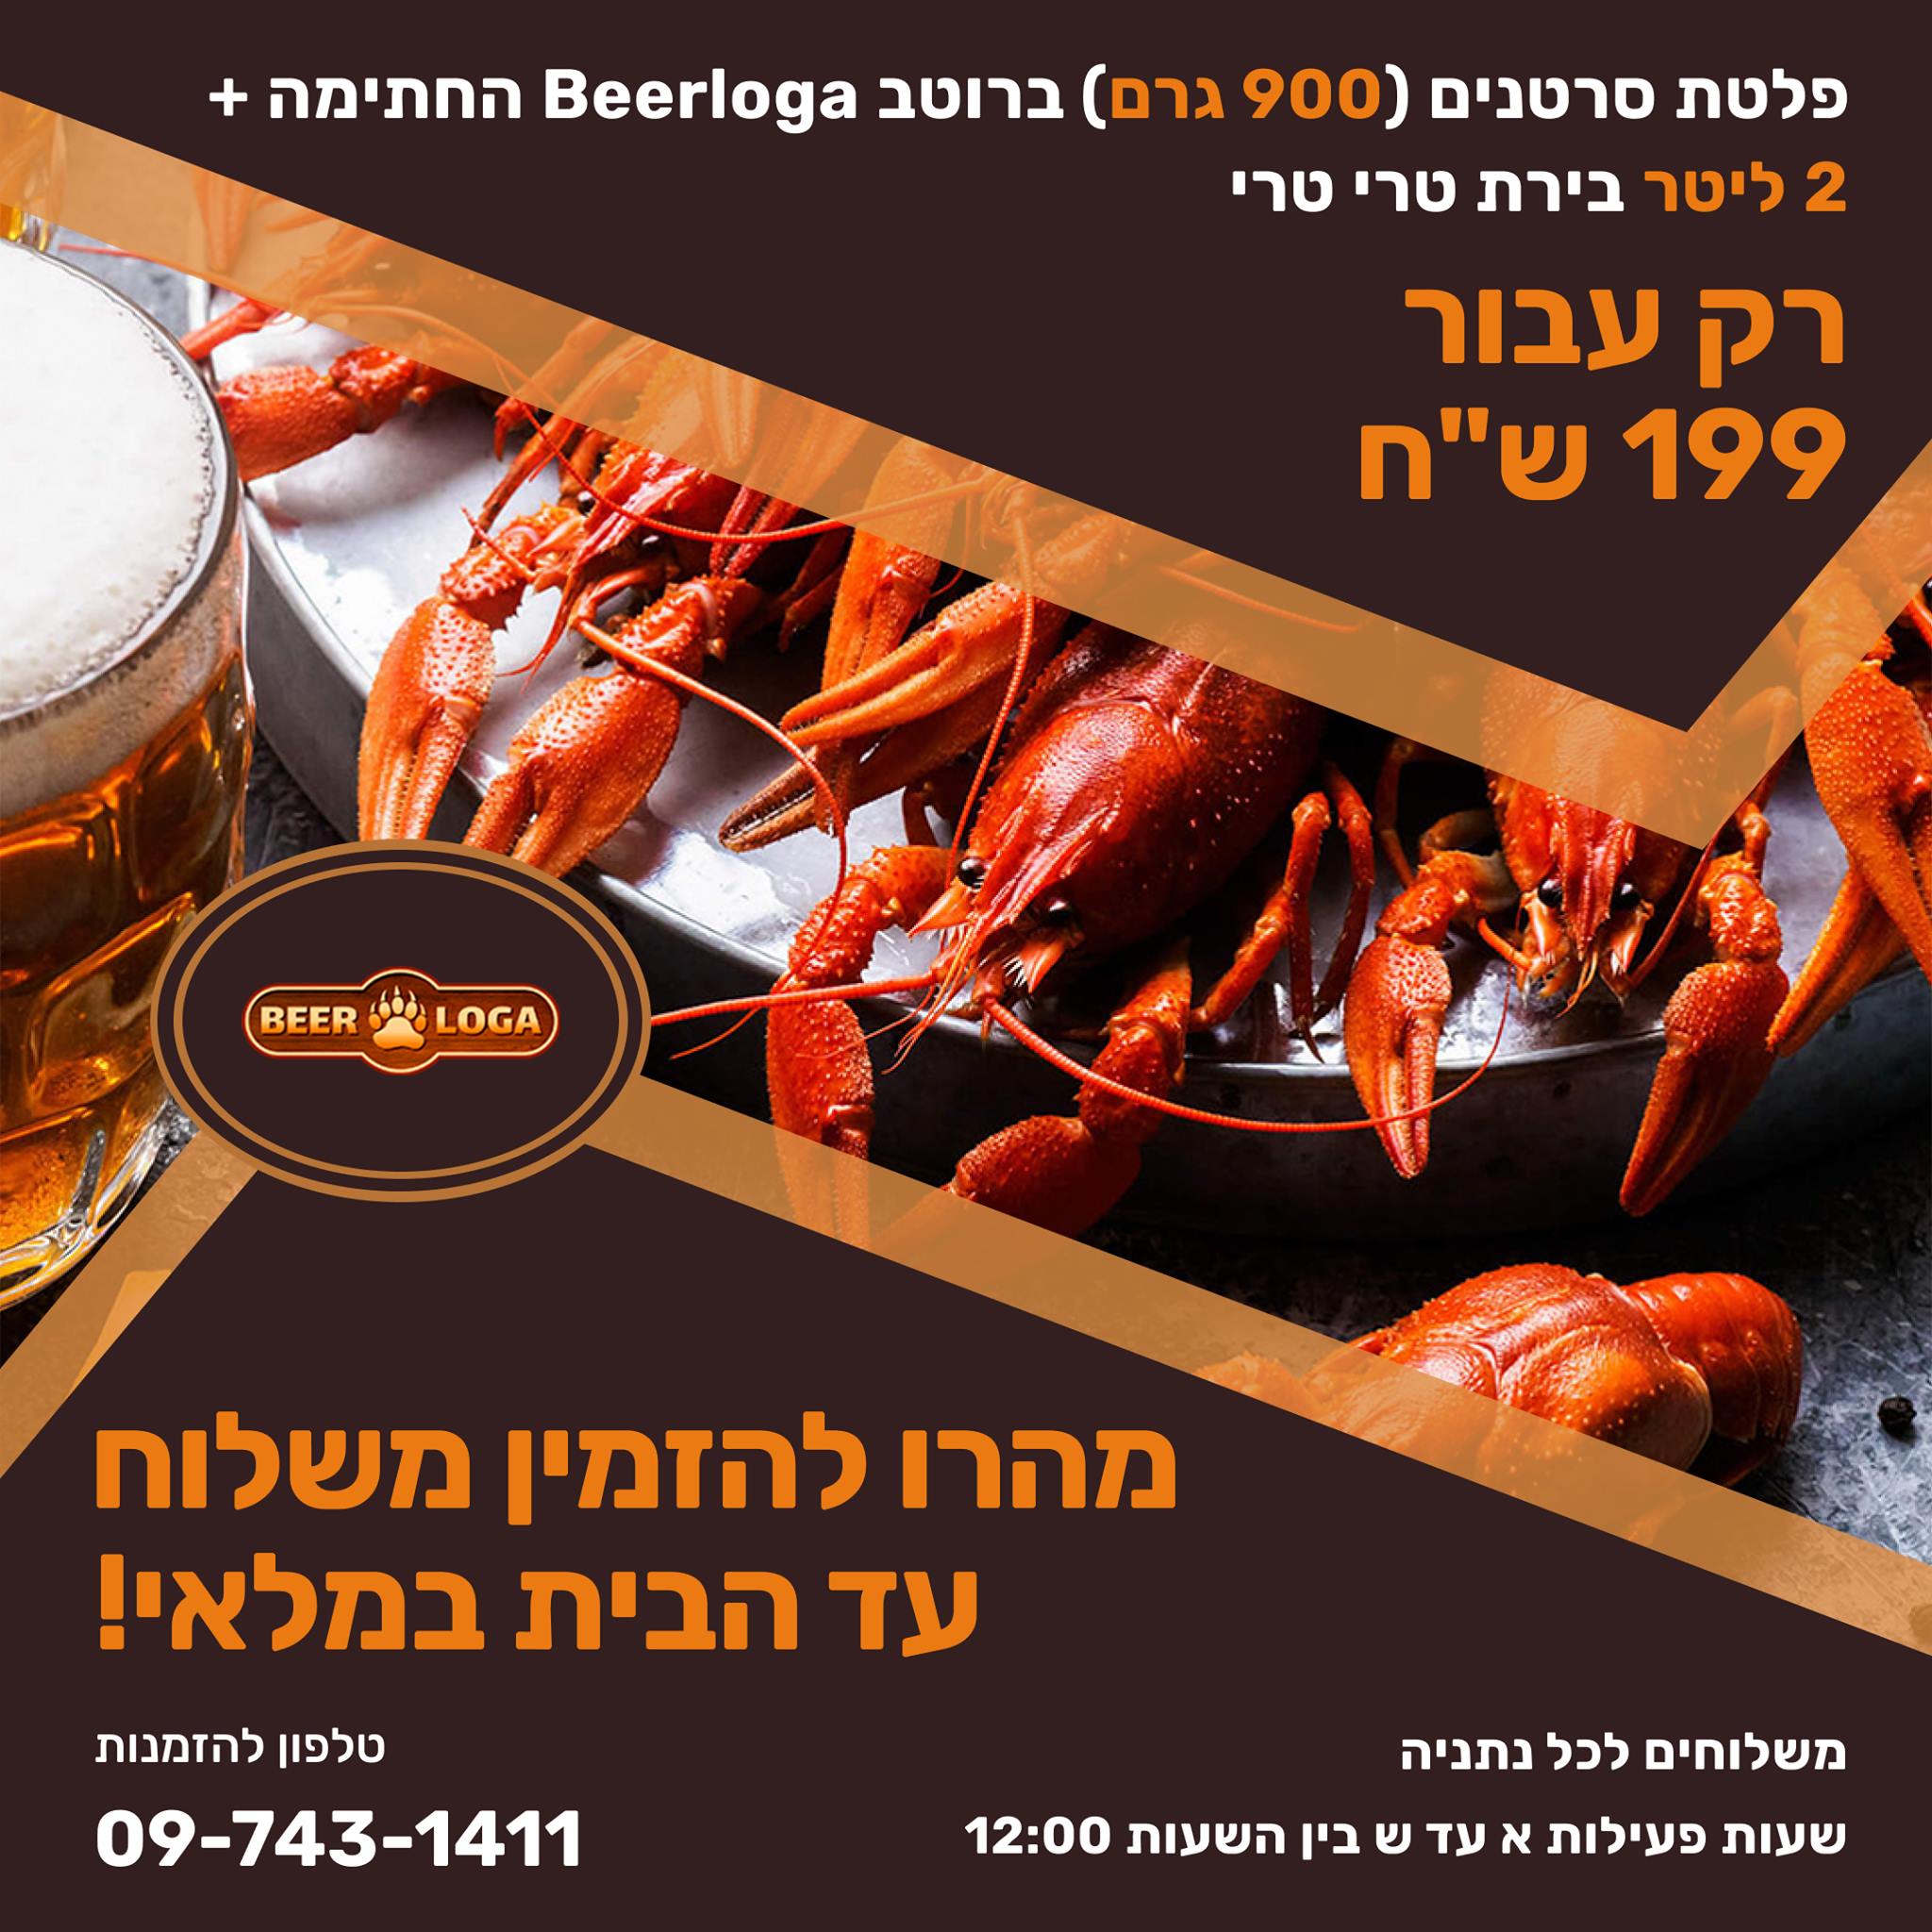 פלטת סרטנים (900 גרם) ברוטב Beerloga החתימה +
2 ליטר בירת טרי טרי
רק עבור
199 ש"ח
BEER LOGA
מהרו להזמין משלוח
עד הבית במלאי!
משלוחים לכל נתניה
שעות פעילות א עד ש בין השעות 12:00
טלפון להזמנות
09-743-1411